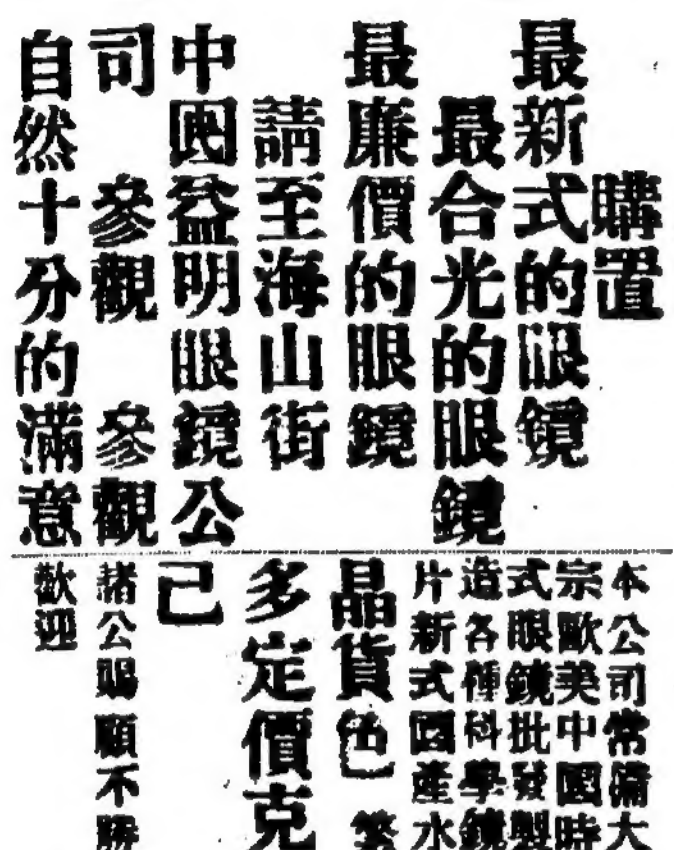 購置
最新式的眼鏡
最合光的眼鏡
最廉價的眼鏡
請至海山街
中國益明眼鏡公
司 參觀 參觀
自然十分的滿意
本公司常備大
宗歐美中國時
式眼鏡批發製
造各種科學鏡
片新式國產水
晶貨色 繁
多定價克
己
諸公賜顧不勝
歡迎